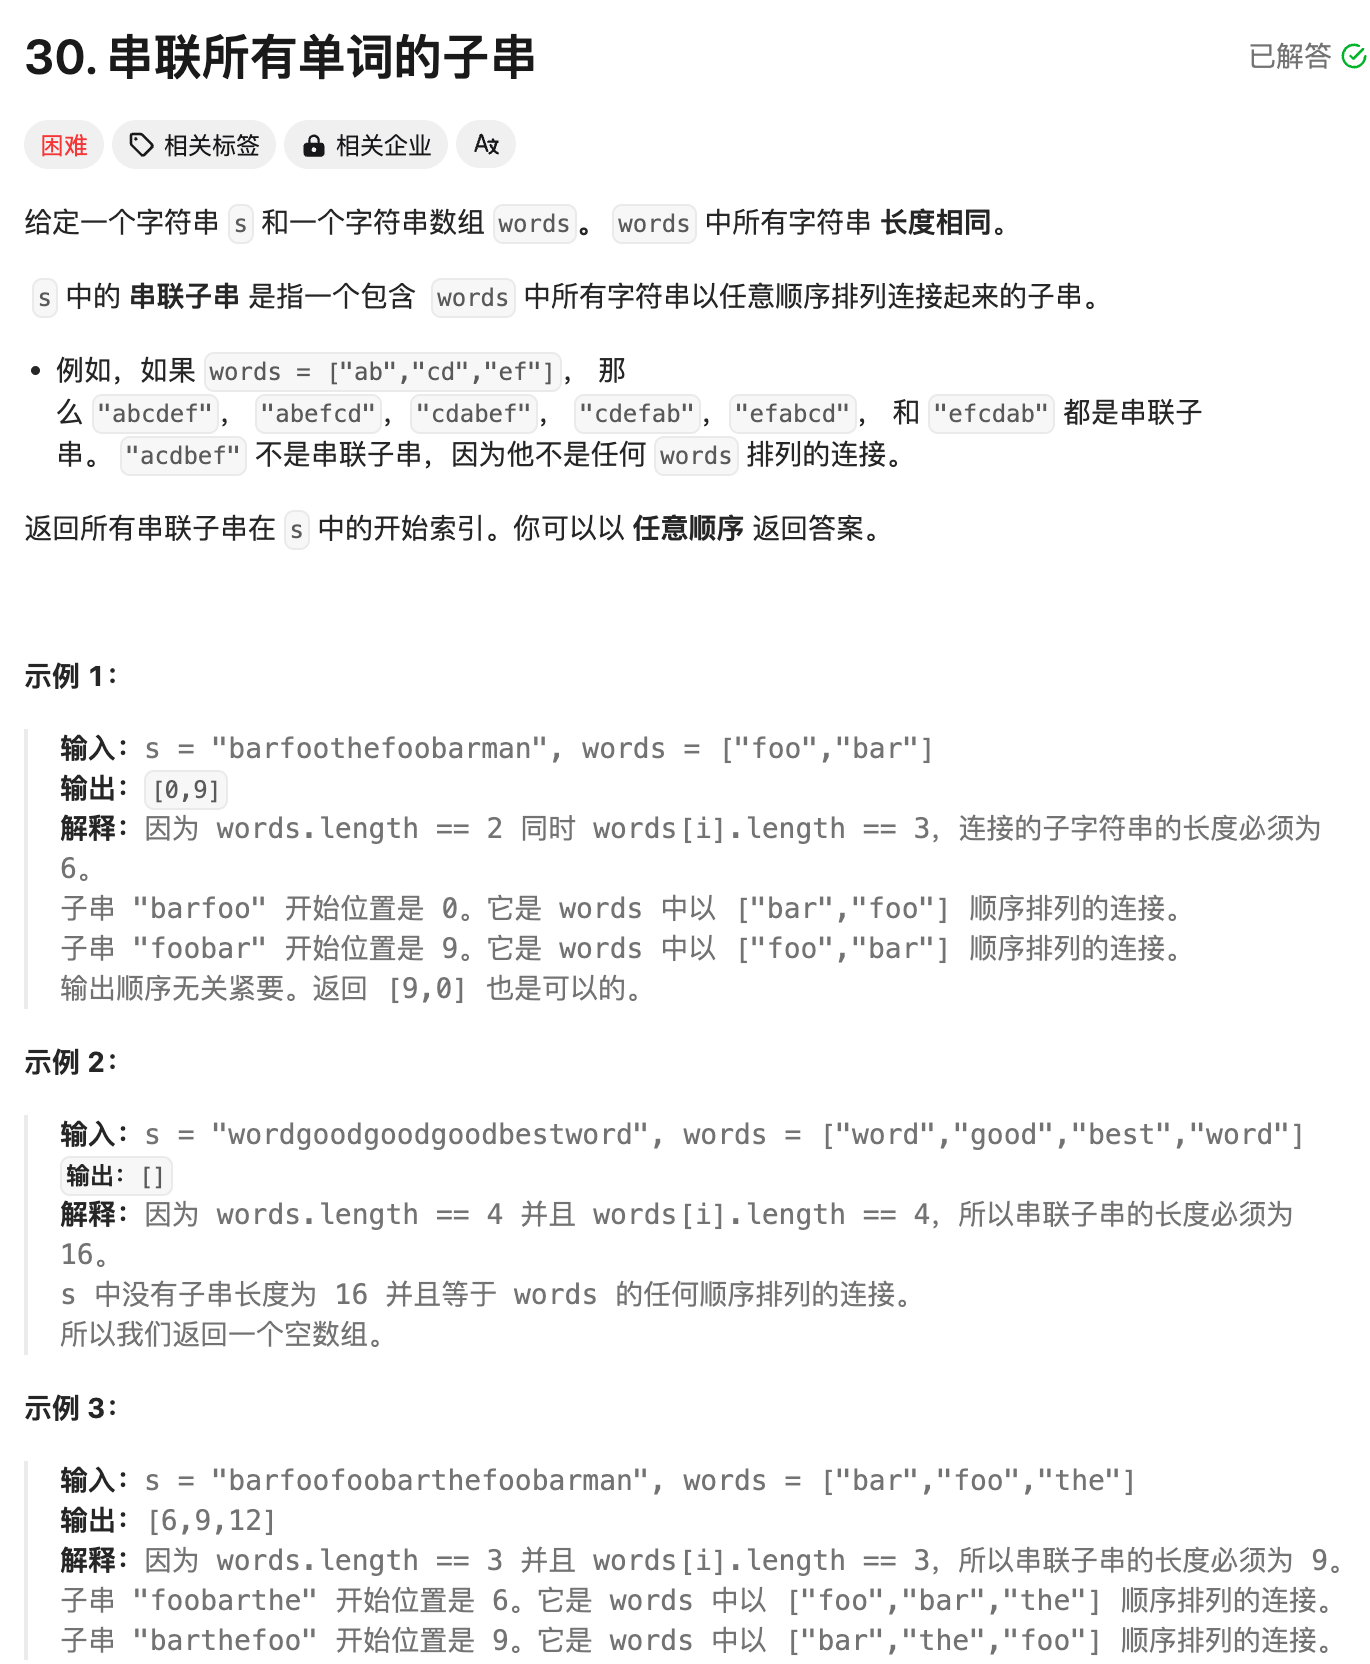 30. 串联所有单词的子串
已解答
困难 相关标签 相关企业
给定一个字符串 s 和一个字符串数组 words。 words 中所有字符串 长度相同。
s 中的 串联子串 是指一个包含 words 中所有字符串以任意顺序排列连接起来的子串。
• 例如，如果 words = ["ab","cd","ef"]， 那
么 "abcdef"， "abefcd"，"cdabef"， "cdefab"，"efabcd"， 和 "efcdab" 都是串联子
串。 "acdbef" 不是串联子串，因为他不是任何 words 排列的连接。
返回所有串联子串在 s 中的开始索引。你可以以 任意顺序 返回答案。
示例 1：
输入：s = "barfoothefoobarman", words = ["foo","bar"]
输出：[0,9]
解释：因为 words.length == 2 同时 words[i].length == 3，连接的子字符串的长度必须为
6。
子串 "barfoo" 开始位置是 0。它是 words 中以 ["bar","foo"] 顺序排列的连接。
子串 "foobar" 开始位置是 9。它是 words 中以 ["foo","bar"] 顺序排列的连接。
输出顺序无关紧要。返回 [9,0] 也是可以的。
示例 2：
输入：s = "wordgoodgoodgoodbestword", words = ["word","good","best","word"]
输出：[]
解释：因为 words.length == 4 并且 words[i].length == 4，所以串联子串的长度必须为
16。
s 中没有子串长度为 16 并且等于 words 的任何顺序排列的连接。
所以我们返回一个空数组。
示例 3：
输入：s = "barfoofoobarthefoobarman", words = ["bar","foo","the"]
输出：[6,9,12]
解释：因为 words.length == 3 并且 words[i].length == 3，所以串联子串的长度必须为 9。
子串 "foobarthe" 开始位置是 6。它是 words 中以 ["foo","bar","the"] 顺序排列的连接。
子串 "barthefoo" 开始位置是 9。它是 words 中以 ["bar","the","foo"] 顺序排列的连接。